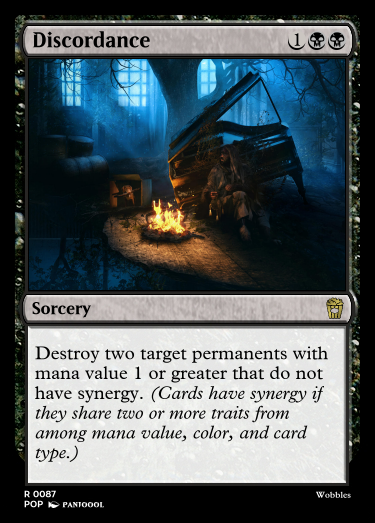 Discordance 1
Sorcery
Destroy two target permanents with
mana value 1 or greater that do not
have synergy. (Cards have synergy if
they share two or more traits from
among mana value, color, and card
type.)
R 0087
POP PANJOOOL
Wobbles